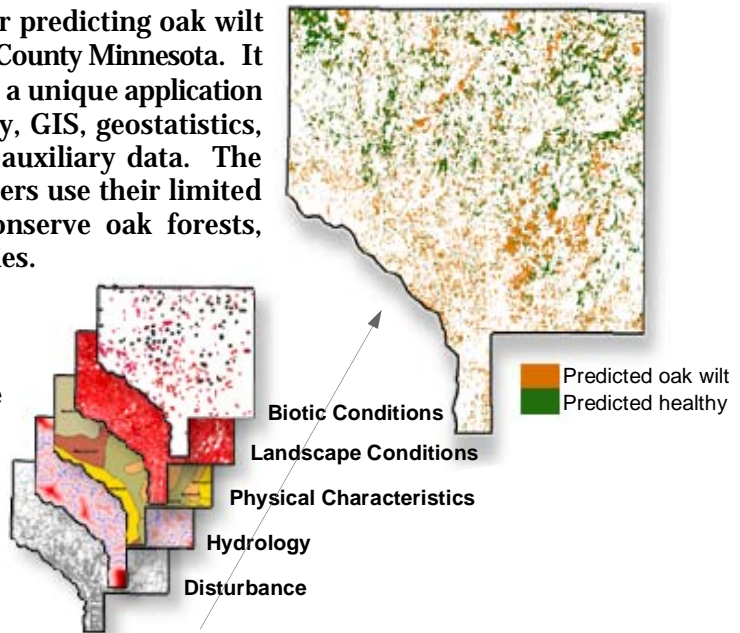 r predicting oak wilt
County Minnesota. It
a unique application
y, GIS, geostatistics,
auxiliary data. The
ers use their limited
onserve oak forests,
es.
e
Predicted oak wilt
Predicted healthy
Biotic Conditions
Landscape Conditions
Physical Characteristics
Hydrology
Disturbance